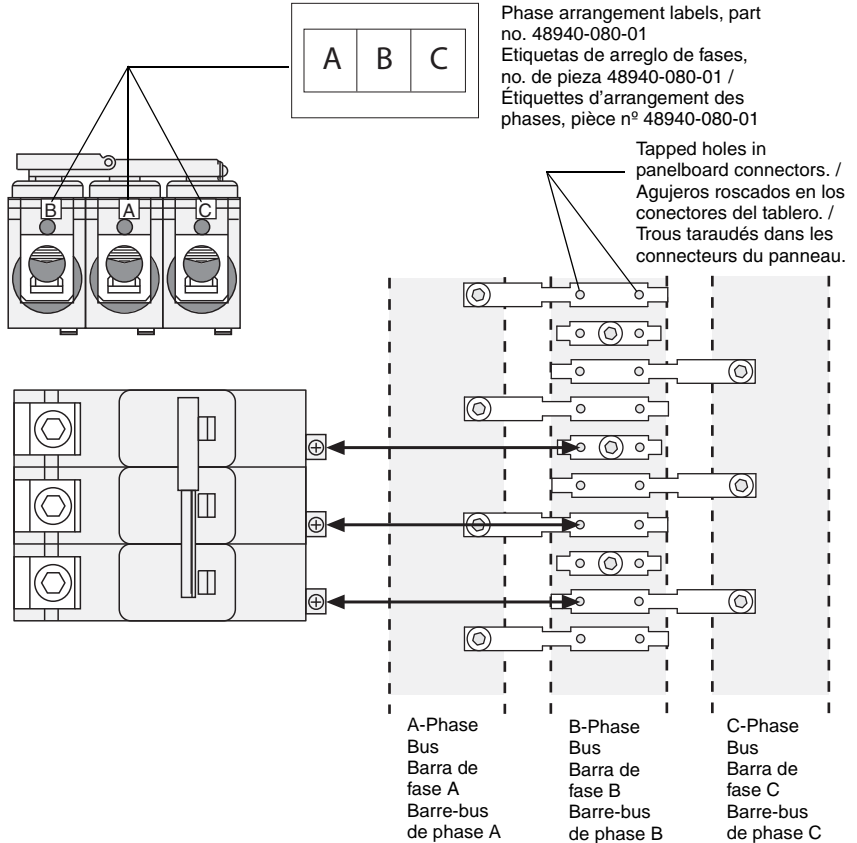 A B C
Phase arrangement labels, part
no. 48940-080-01
Etiquetas de arreglo de fases,
no. de pieza 48940-080-01 /
Étiquettes d'arrangement des
phases, pièce nº 48940-080-01
Tapped holes in
panelboard connectors. /
Agujeros roscados en los
conectores del tablero. /
Trous taraudés dans les
connecteurs du panneau.
B A C
A-Phase
Bus
Barra de
fase A
Barre-bus
de phase A
B-Phase
Bus
Barra de
fase B
Barre-bus
de phase B
C-Phase
Bus
Barra de
fase C
Barre-bus
de phase C